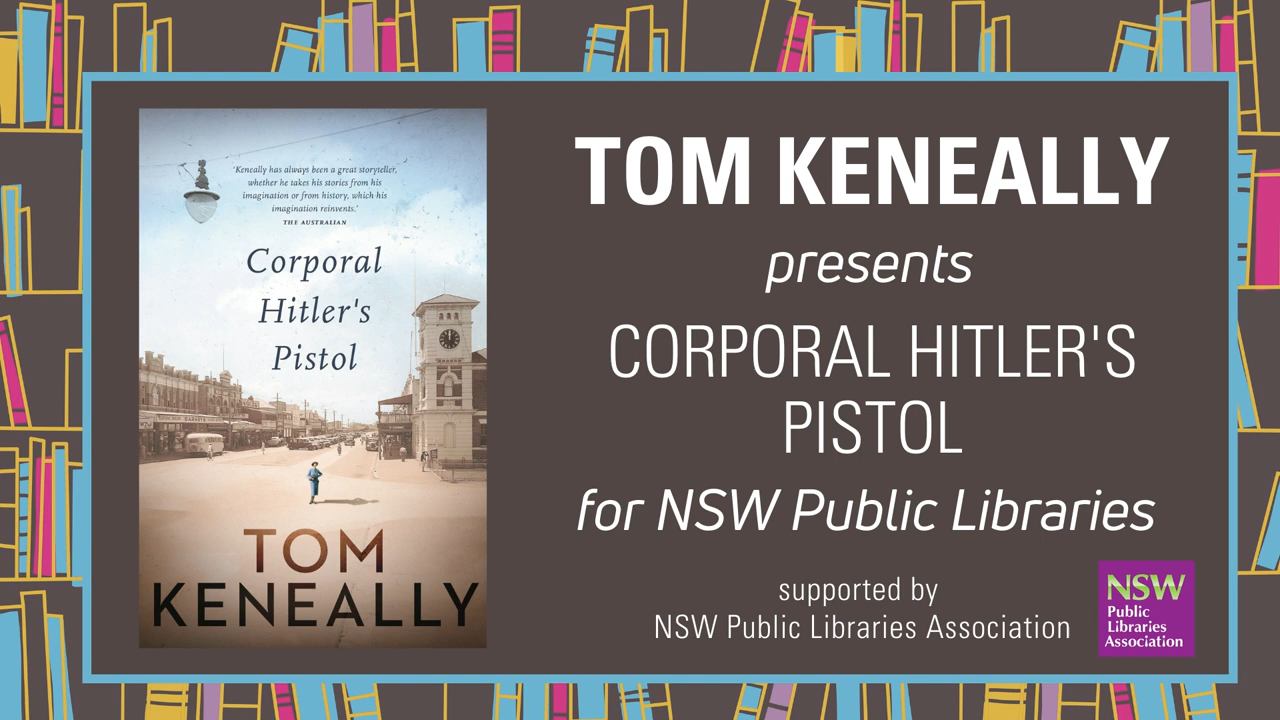 'Keneally has always been a great storyteller,
whether he takes his stories from his
imagination or from history, which his
imagination reinvents.'
THE AUSTRALIAN
Corporal
Hitler's
Pistol
TOM
KENEALLY
TOM KENEALLY
presents
CORPORAL HITLER'S
PISTOL
for NSW Public Libraries
supported by
NSW Public Libraries Association
NSW
Public
Libraries
Association